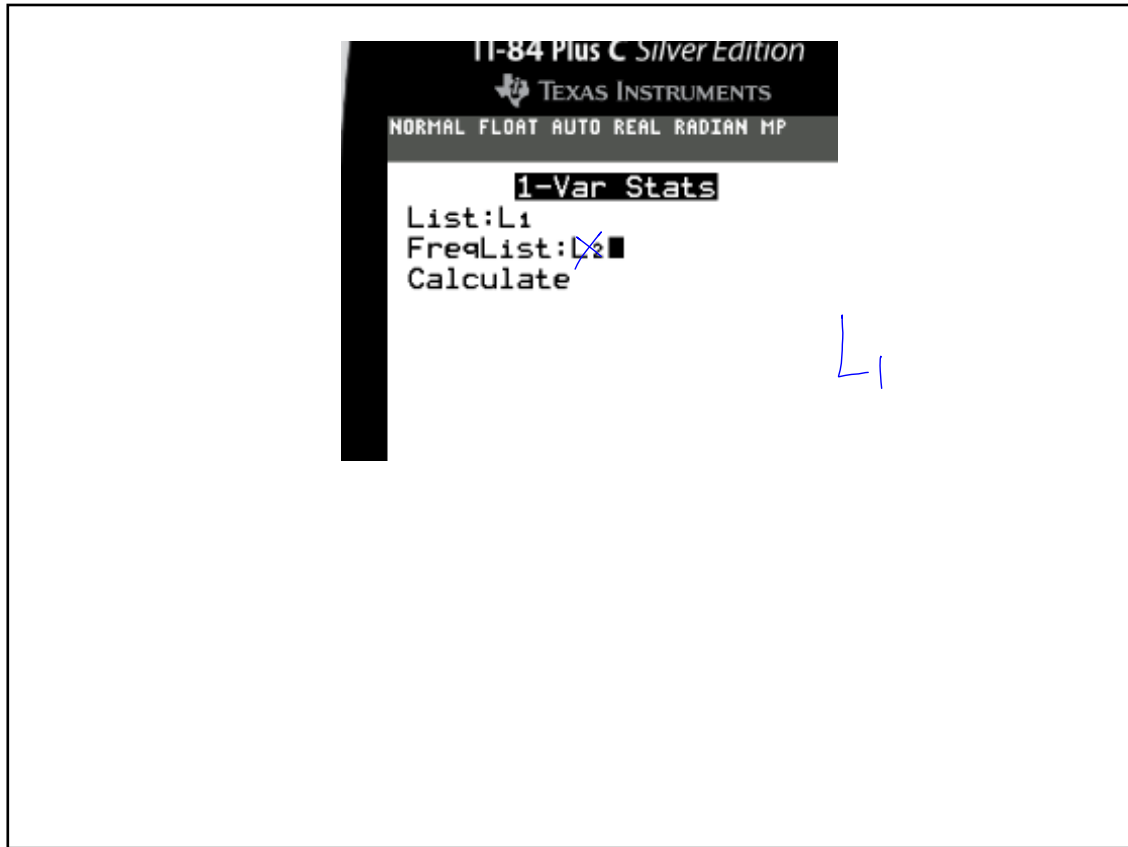 TI-84 Plus C Silver Edition
TEXAS INSTRUMENTS
NORMAL FLOAT AUTO REAL RADIAN MP
1-Var Stats
List:L₁
FreqList:L₂
Calculate
L₁